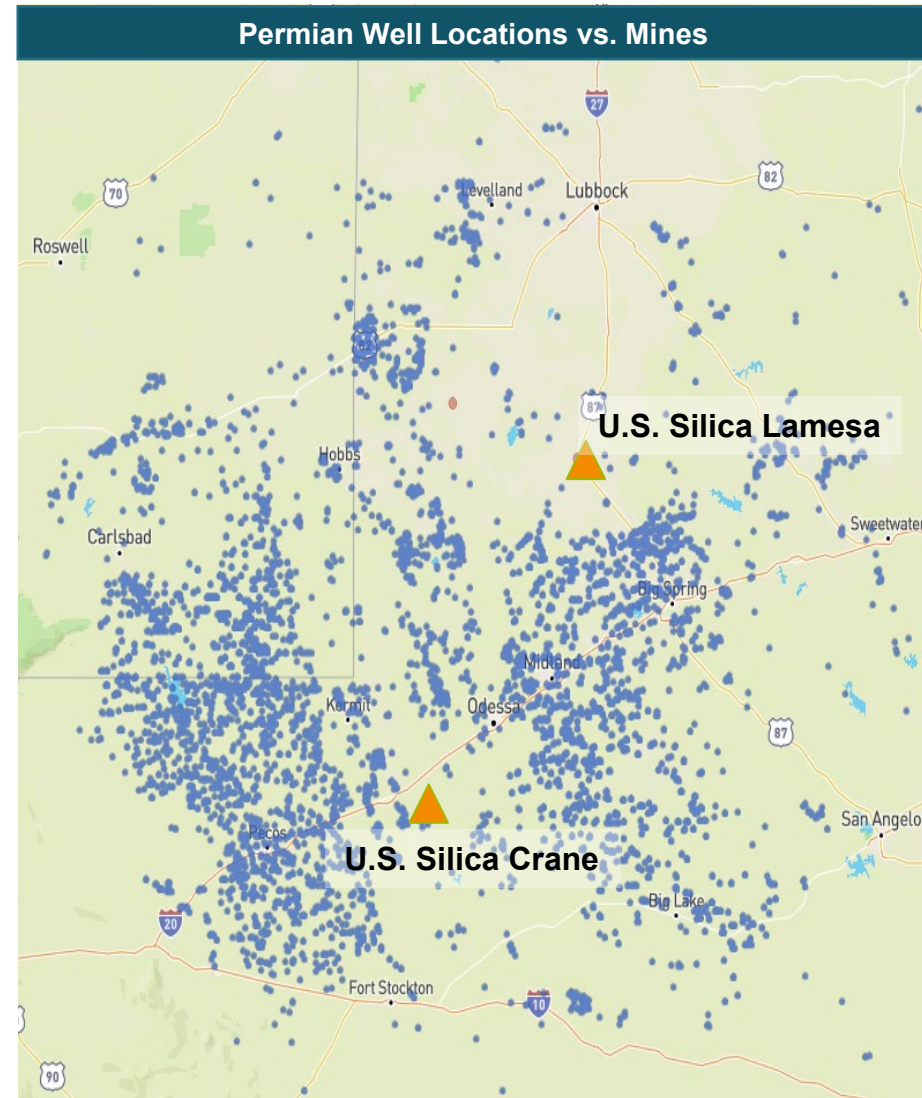 Permian Well Locations vs. Mines
27
82
70
Levelland
Lubbock
Roswell
62
87
U.S. Silica Lamesa
Hobbs
Carlsbad
Sweetwater
Big Spring
Midland
Kermit
Odessa
87
San Angelo
Pecos
U.S. Silica Crane
Big Lake
20
Fort Stockton
10
90